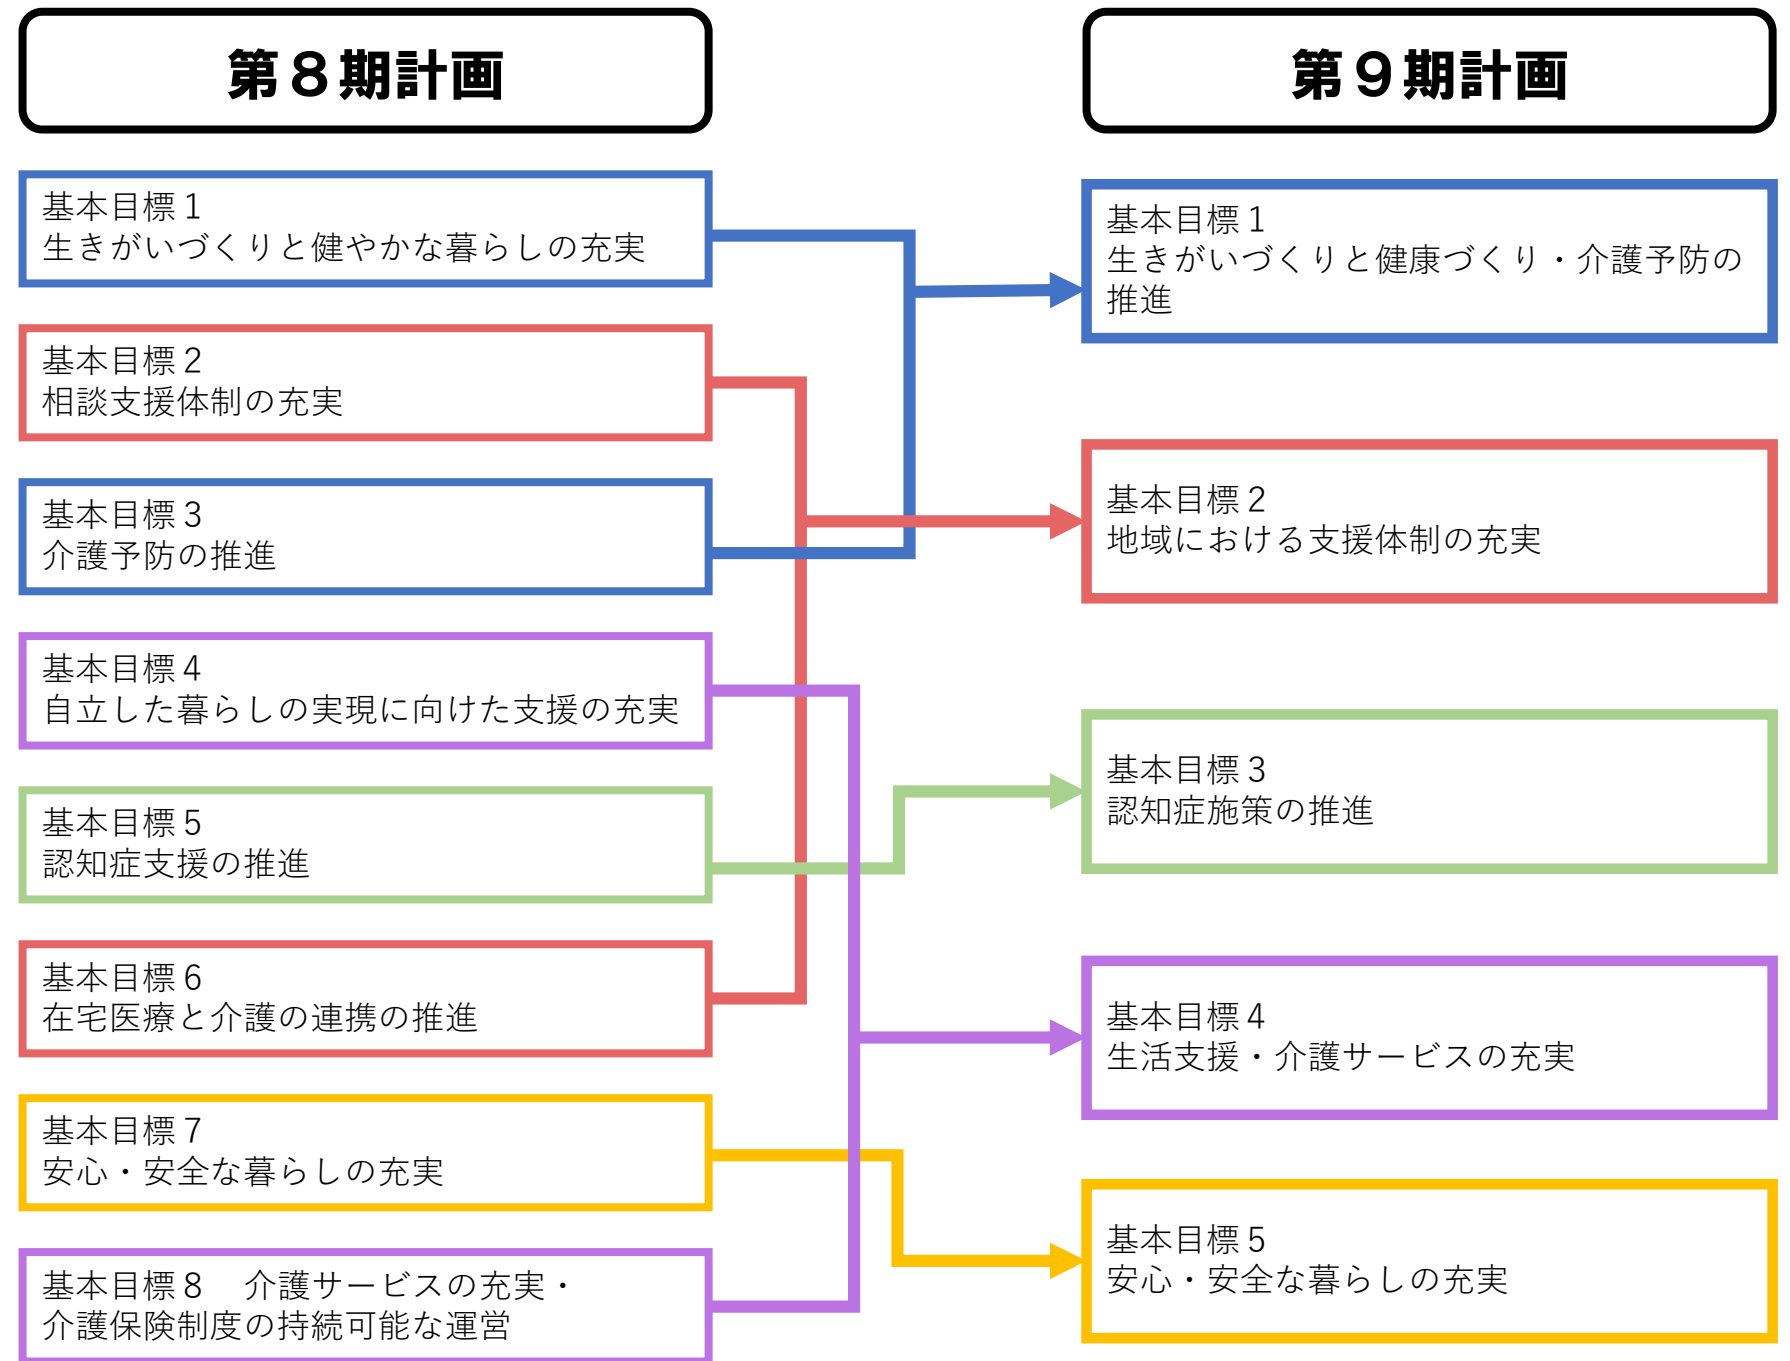 第８期計画
基本目標１
生きがいづくりと健やかな暮らしの充実
基本目標２
相談支援体制の充実
基本目標３
介護予防の推進
基本目標４
自立した暮らしの実現に向けた支援の充実
基本目標５
認知症支援の推進
基本目標６
在宅医療と介護の連携の推進
基本目標７
安心・安全な暮らしの充実
基本目標８　介護サービスの充実・
介護保険制度の持続可能な運営
第９期計画
基本目標１
生きがいづくりと健康づくり・介護予防の
推進
基本目標２
地域における支援体制の充実
基本目標３
認知症施策の推進
基本目標４
生活支援・介護サービスの充実
基本目標５
安心・安全な暮らしの充実